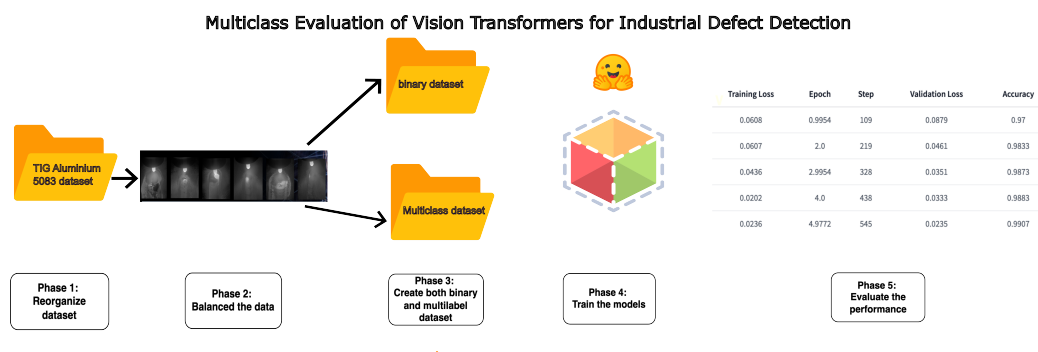 Multiclass Evaluation of Vision Transformers for Industrial Defect Detection
TIG Aluminium
5083 dataset
binary dataset
Multiclass dataset
Training Loss Epoch Step Validation Loss Accuracy
0.0608 0.9954 109 0.0879 0.97
0.0607 2.0 219 0.0461 0.9833
0.0436 2.9954 328 0.0351 0.9873
0.0202 4.0 438 0.0333 0.9883
0.0236 4.9772 545 0.0235 0.9907
Phase 1:
Reorganize
dataset
Phase 2:
Balanced the data
Phase 3:
Create both binary
and multilabel
dataset
Phase 4:
Train the models
Phase 5:
Evaluate the
performance